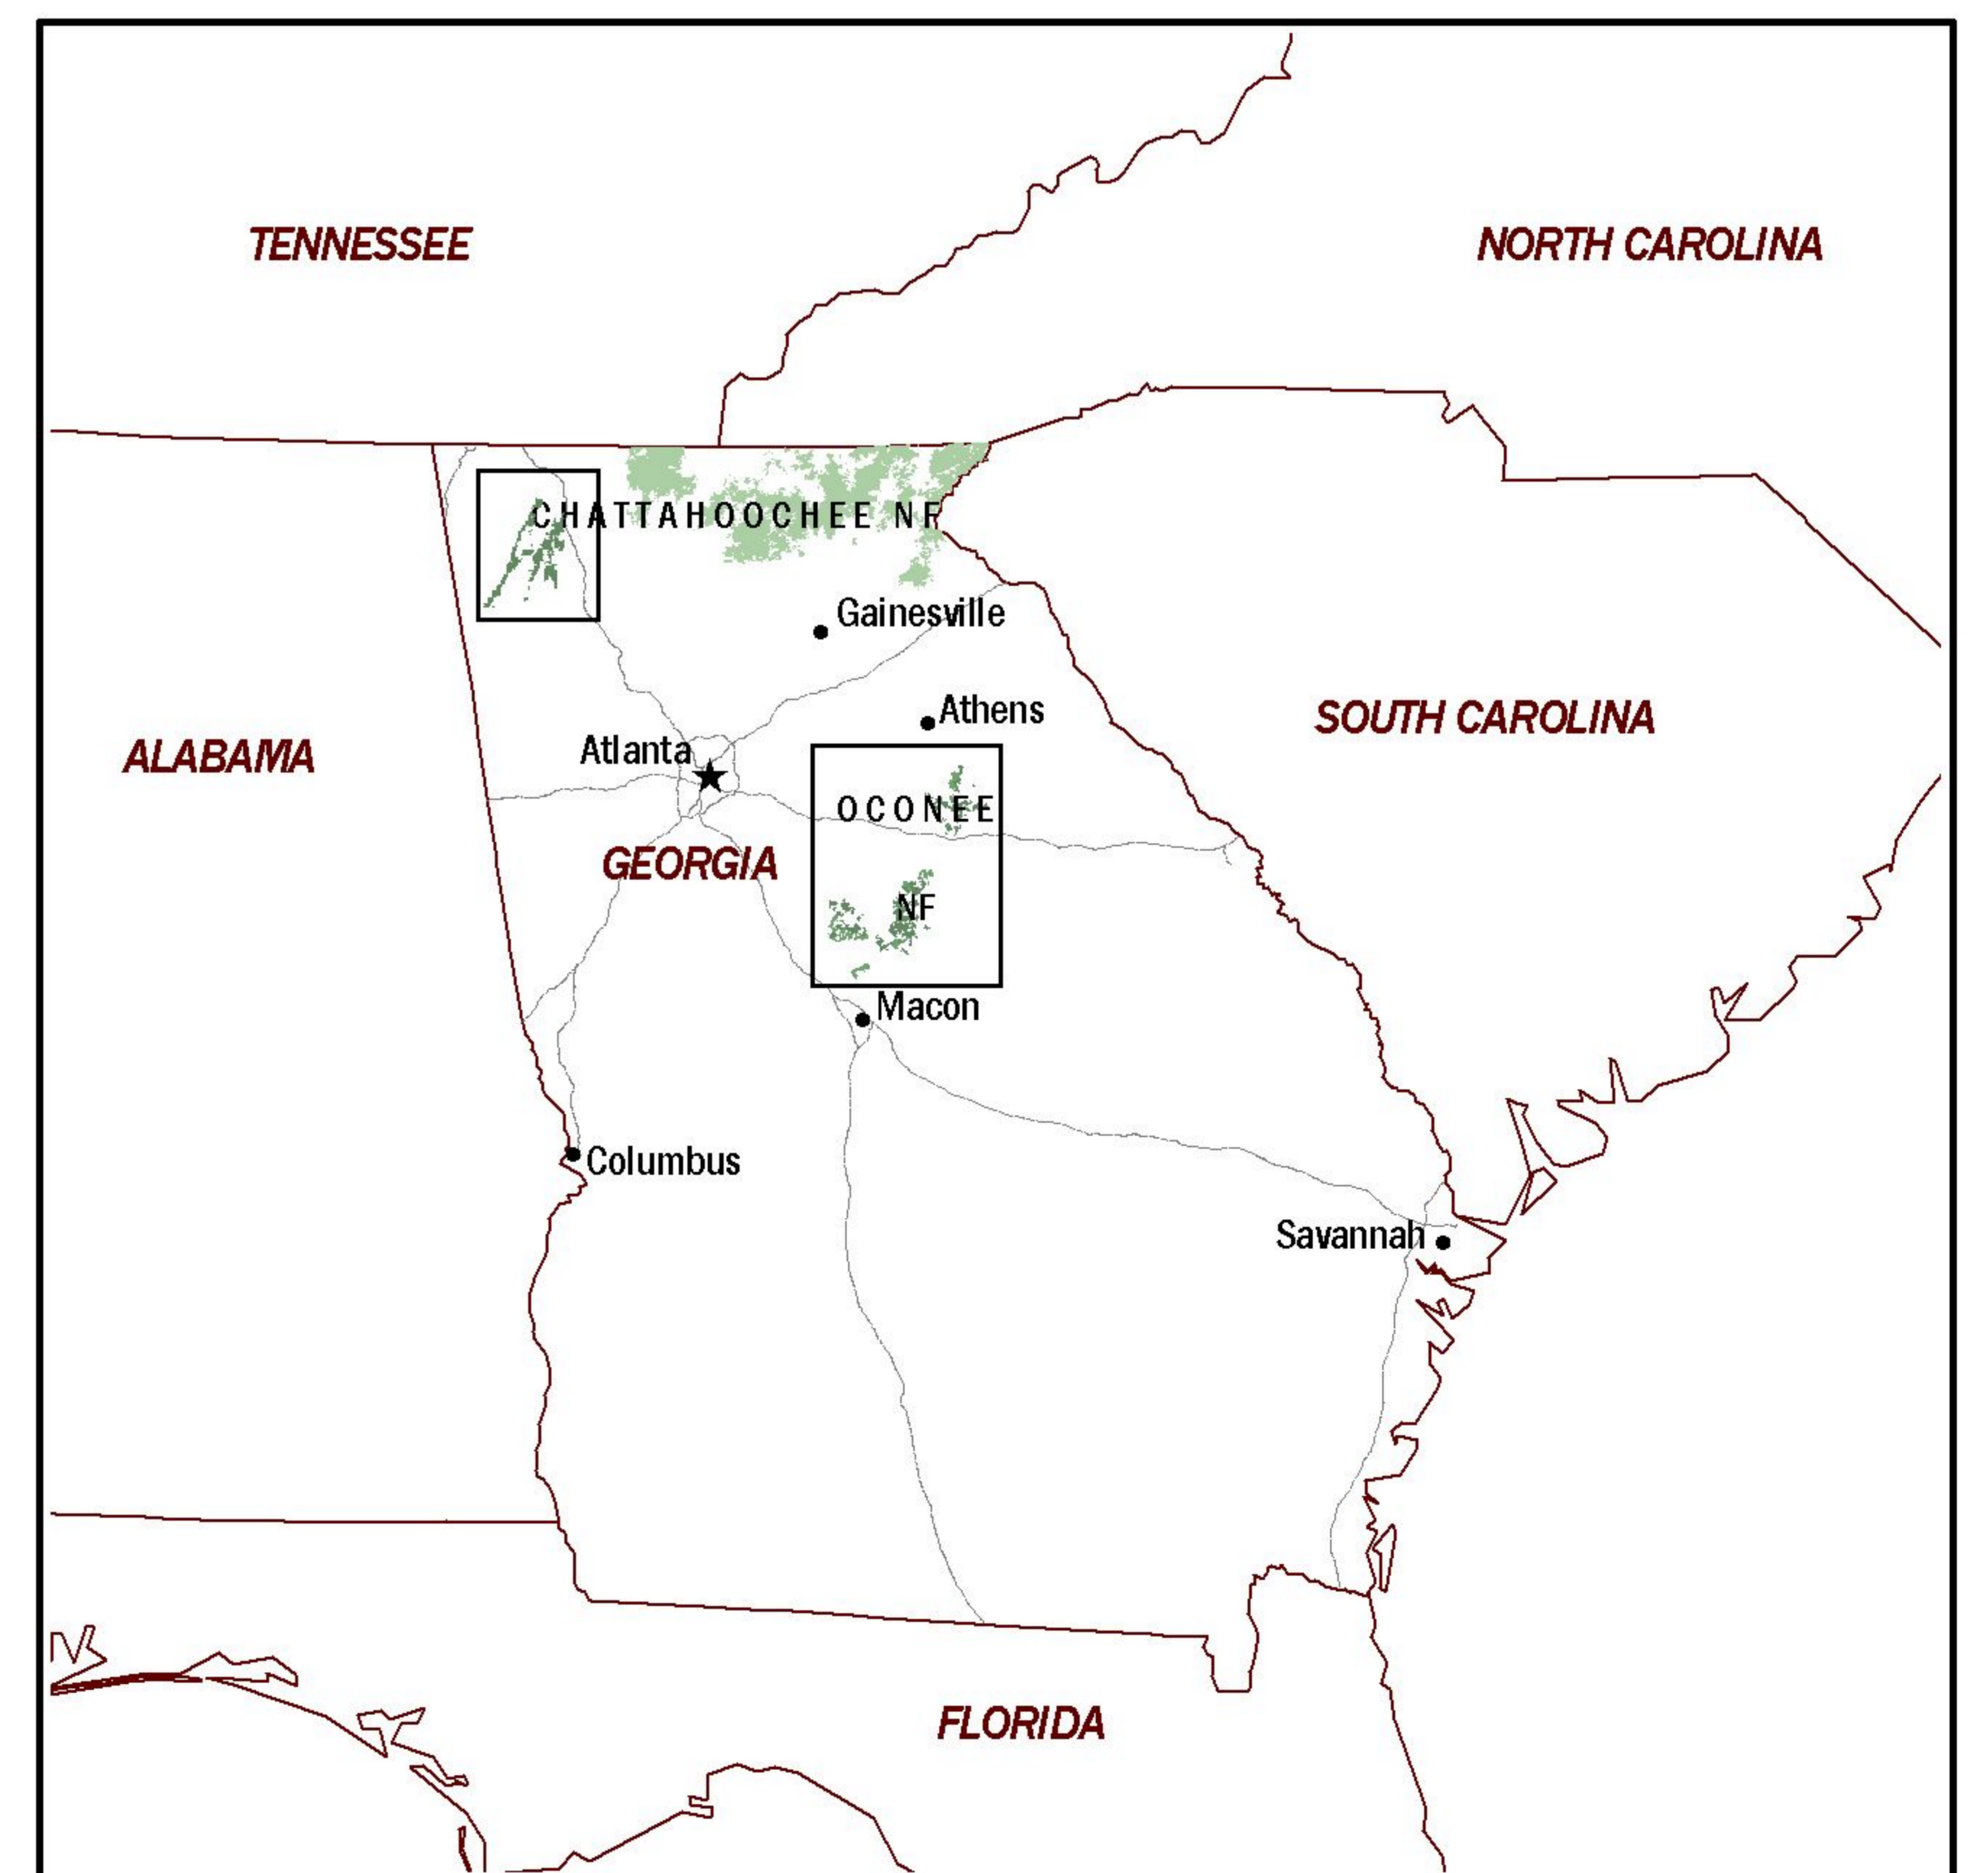 TENNESSEE
NORTH CAROLINA
CHATTAHOOCHEE NF
Gainesville
Athens
SOUTH CAROLINA
ALABAMA
Atlanta
OCONEE
GEORGIA
NF
Macon
Columbus
Savannah
FLORIDA